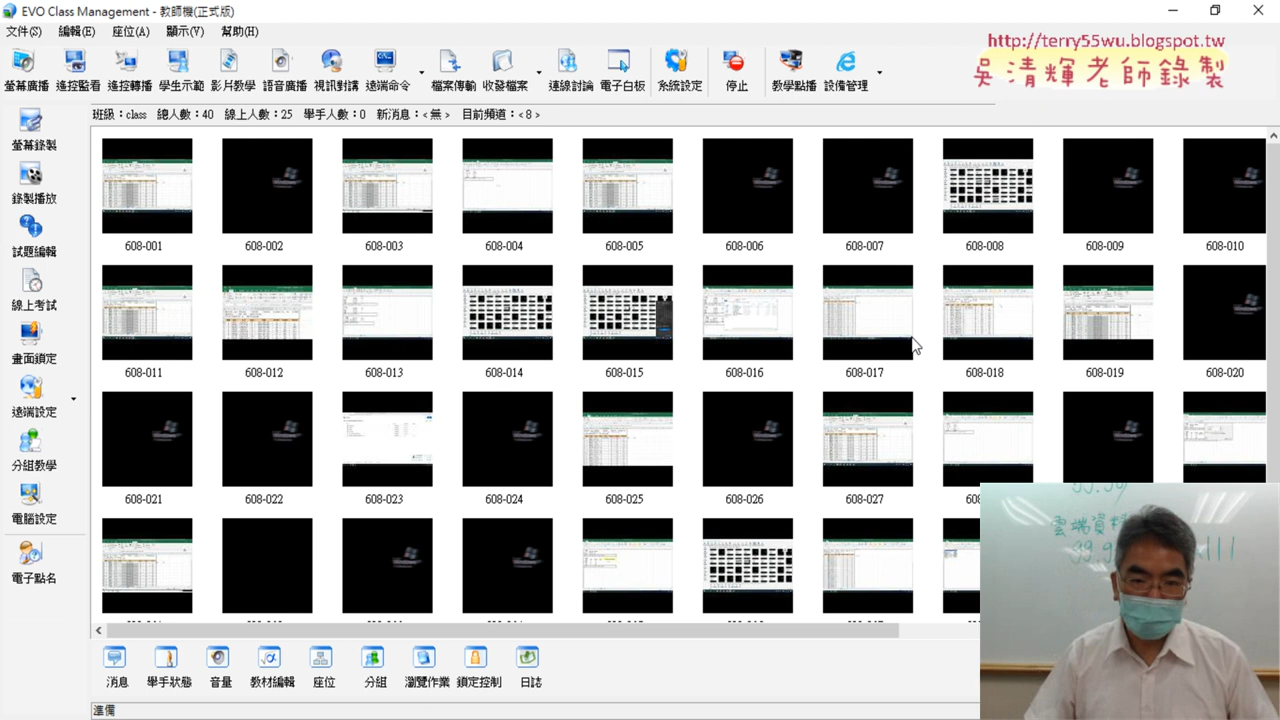 EVO Class Management - 教師機(正式版)
文件(S) 編輯(E) 座位(A) 顯示(V) 幫助(H)
http://terry55wu.blogspot.tw
吳清輝老師錄製
螢幕廣播 遙控監看 遙控轉播 學生示範 影片教學 語音廣播 視訊對講 遠端命令 檔案傳輸 收發檔案 連線討論 電子白板 系統設定 停止 教學點播 設備管理
班級：class 總人數：40 線上人數：25 舉手人數：0 新消息：<無> 目前頻道：<8>
螢幕錄製
錄製播放
試題編輯
線上考試
畫面鎖定
遠端設定
分組教學
電腦設定
電子點名
608-001 608-002 608-003 608-004 608-005 608-006 608-007 608-008 608-009 608-010
608-011 608-012 608-013 608-014 608-015 608-016 608-017 608-018 608-019 608-020
608-021 608-022 608-023 608-024 608-025 608-026 608-027
雲端資料
消息 舉手狀態 音量 教材編輯 座位 分組 瀏覽作業 鎖定控制 日誌
準備